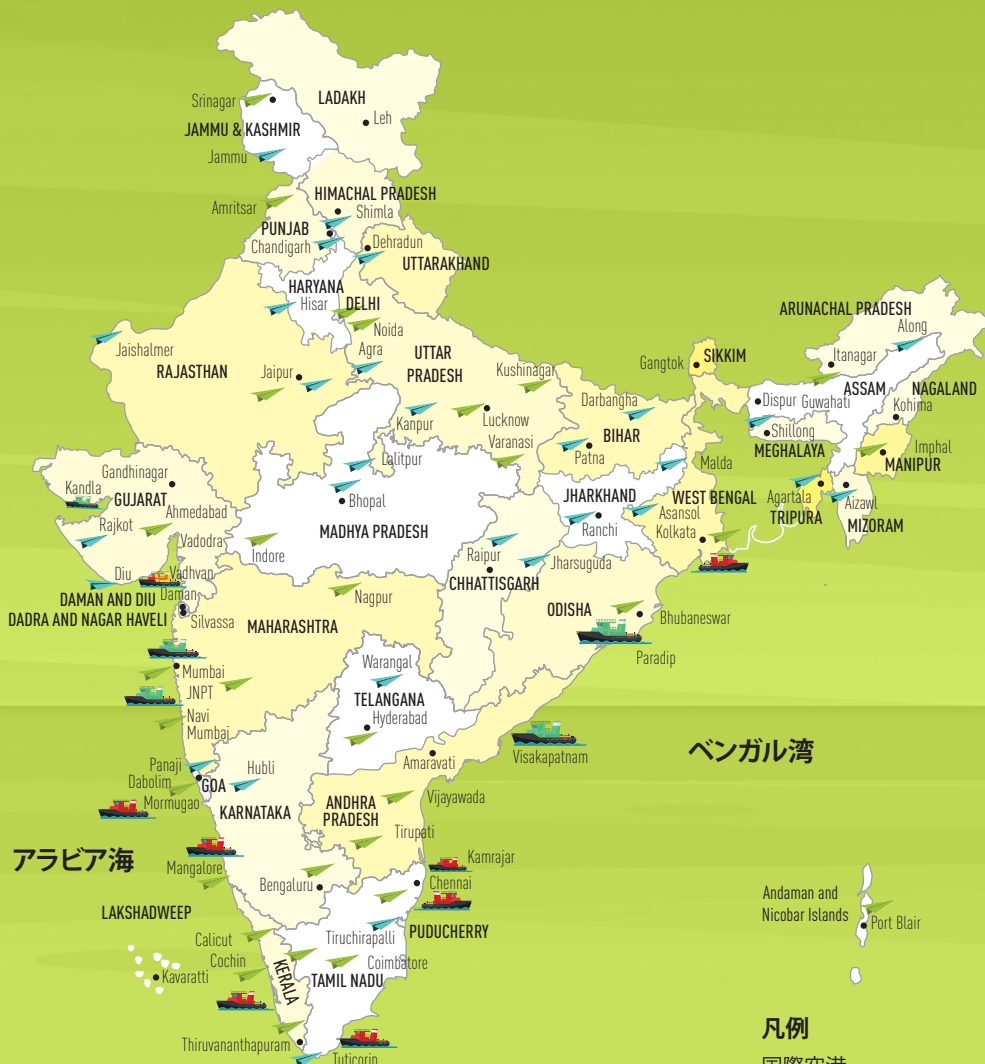 LADAKH
Srinagar
Leh
JAMMU & KASHMIR
Jammu
HIMACHAL PRADESH
Amritsar
Shimla
PUNJAB
Chandigarh
Dehradun
UTTARAKHAND
HARYANA
Hisar
DELHI
Noida
ARUNACHAL PRADESH
Along
Jaishalmer
Agra
UTTAR
PRADESH
RAJASTHAN
Jaipur
Kushinagar
Gangtok
SIKKIM
Itanagar
ASSAM
NAGALAND
Darbangha
Dispur
Guwahati
Kohima
Kanpur
Lucknow
Varanasi
BIHAR
Patna
Shillong
MEGHALAYA
Imphal
MANIPUR
Lalitpur
Malda
Gandhinagar
Kandla
GUJARAT
Ahmedabad
Bhopal
JHARKHAND
WEST BENGAL
Agartala
TRIPURA
Aizawl
MIZORAM
Rajkot
Vadodra
MADHYA PRADESH
Ranchi
Asansol
Kolkata
Indore
Raipur
Jharsuguda
CHHATTISGARH
Diu
Vadhvan
DAMAN AND DIU
Daman
DADRA AND NAGAR HAVELI
Silvassa
Nagpur
MAHARASHTRA
ODISHA
Bhubaneswar
Paradip
Mumbai
JNPT
Navi
Mumbaj
Warangal
TELANGANA
Hyderabad
Visakapatnam
ベンガル湾
Amaravati
Panaji
Dabolim
GOA
Mormugao
Hubli
KARNATAKA
ANDHRA
PRADESH
Vijayawada
Tirupati
アラビア海
Mangalore
Bengaluru
Kamrajar
Chennai
LAKSHADWEEP
Andaman and
Nicobar Islands
Port Blair
Calicut
Cochin
Kavaratti
KERALA
Tiruchirapalli
PUDUCHERRY
Coimbatore
TAMIL NADU
Thiruvananthapuram
Tuticorin
凡例
国際空港